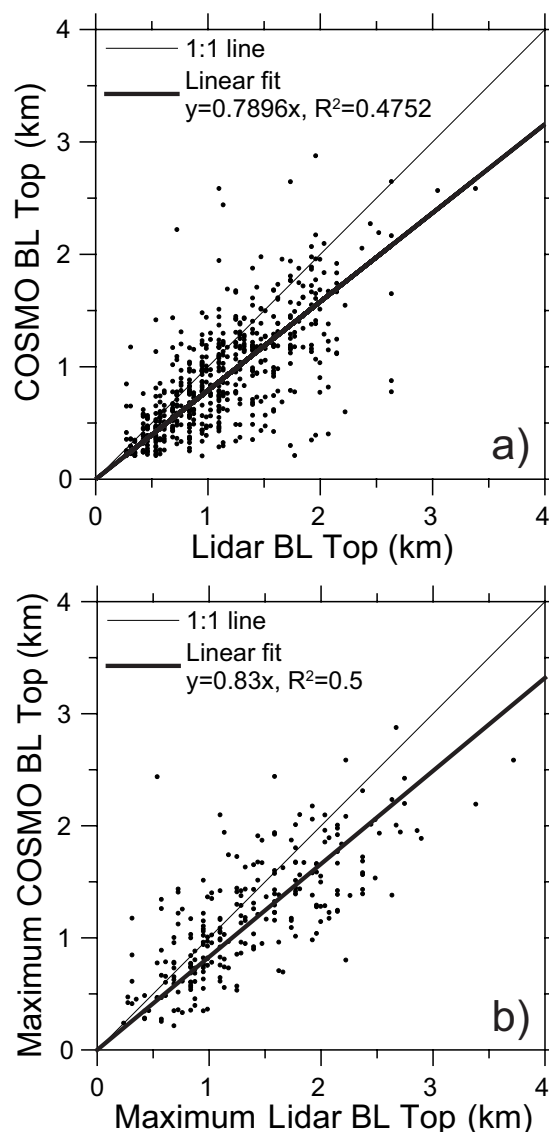 4
3
2
1
0
COSMO BL Top (km)
1:1 line
Linear fit
y=0.7896x, R²=0.4752
a)
0 1 2 3 4
Lidar BL Top (km)
4
3
2
1
0
Maximum COSMO BL Top (km)
1:1 line
Linear fit
y=0.83x, R²=0.5
b)
0 1 2 3 4
Maximum Lidar BL Top (km)